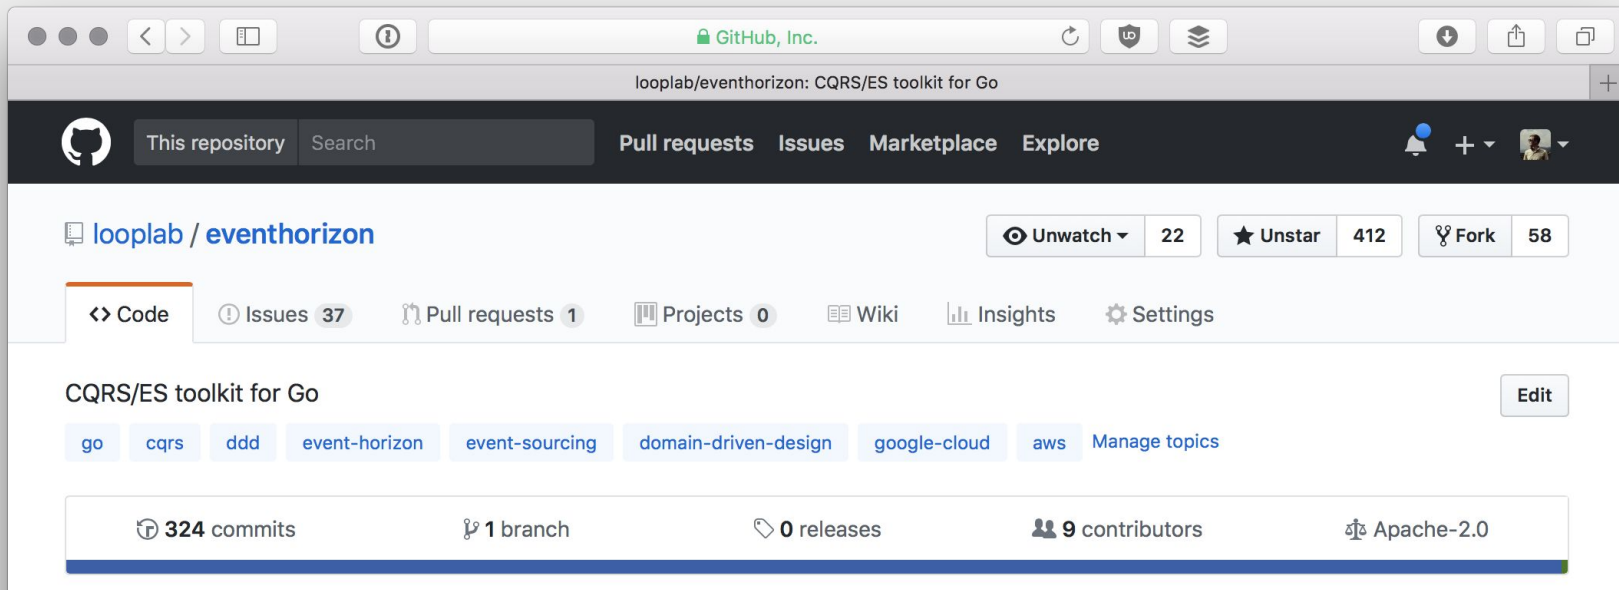 GitHub, Inc.
looplab/eventhorizon: CQRS/ES toolkit for Go
This repository Search Pull requests Issues Marketplace Explore
looplab / eventhorizon Unwatch 22 Unstar 412 Fork 58
Code Issues 37 Pull requests 1 Projects 0 Wiki Insights Settings
CQRS/ES toolkit for Go Edit
go cqrs ddd event-horizon event-sourcing domain-driven-design google-cloud aws Manage topics
324 commits 1 branch 0 releases 9 contributors Apache-2.0